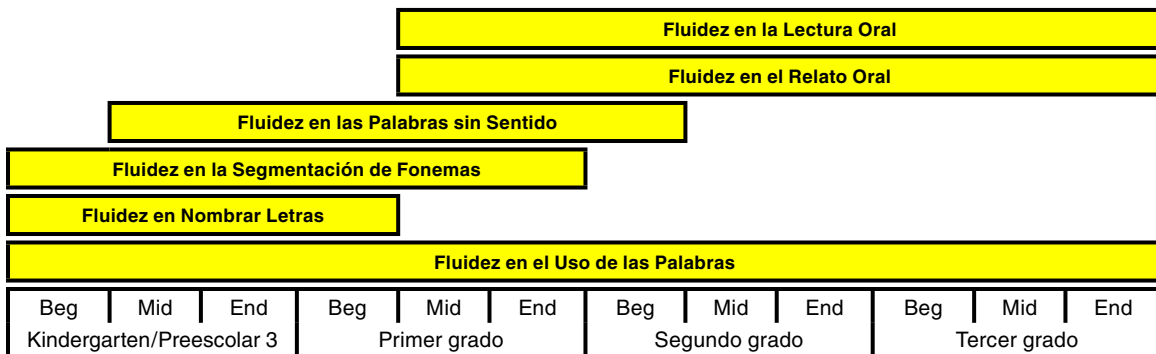 Fluidez en la Lectura Oral
Fluidez en el Relato Oral
Fluidez en las Palabras sin Sentido
Fluidez en la Segmentación de Fonemas
Fluidez en Nombrar Letras
Fluidez en el Uso de las Palabras
Beg Mid End Beg Mid End Beg Mid End Beg Mid End
Kindergarten/Preescolar 3 Primer grado Segundo grado Tercer grado